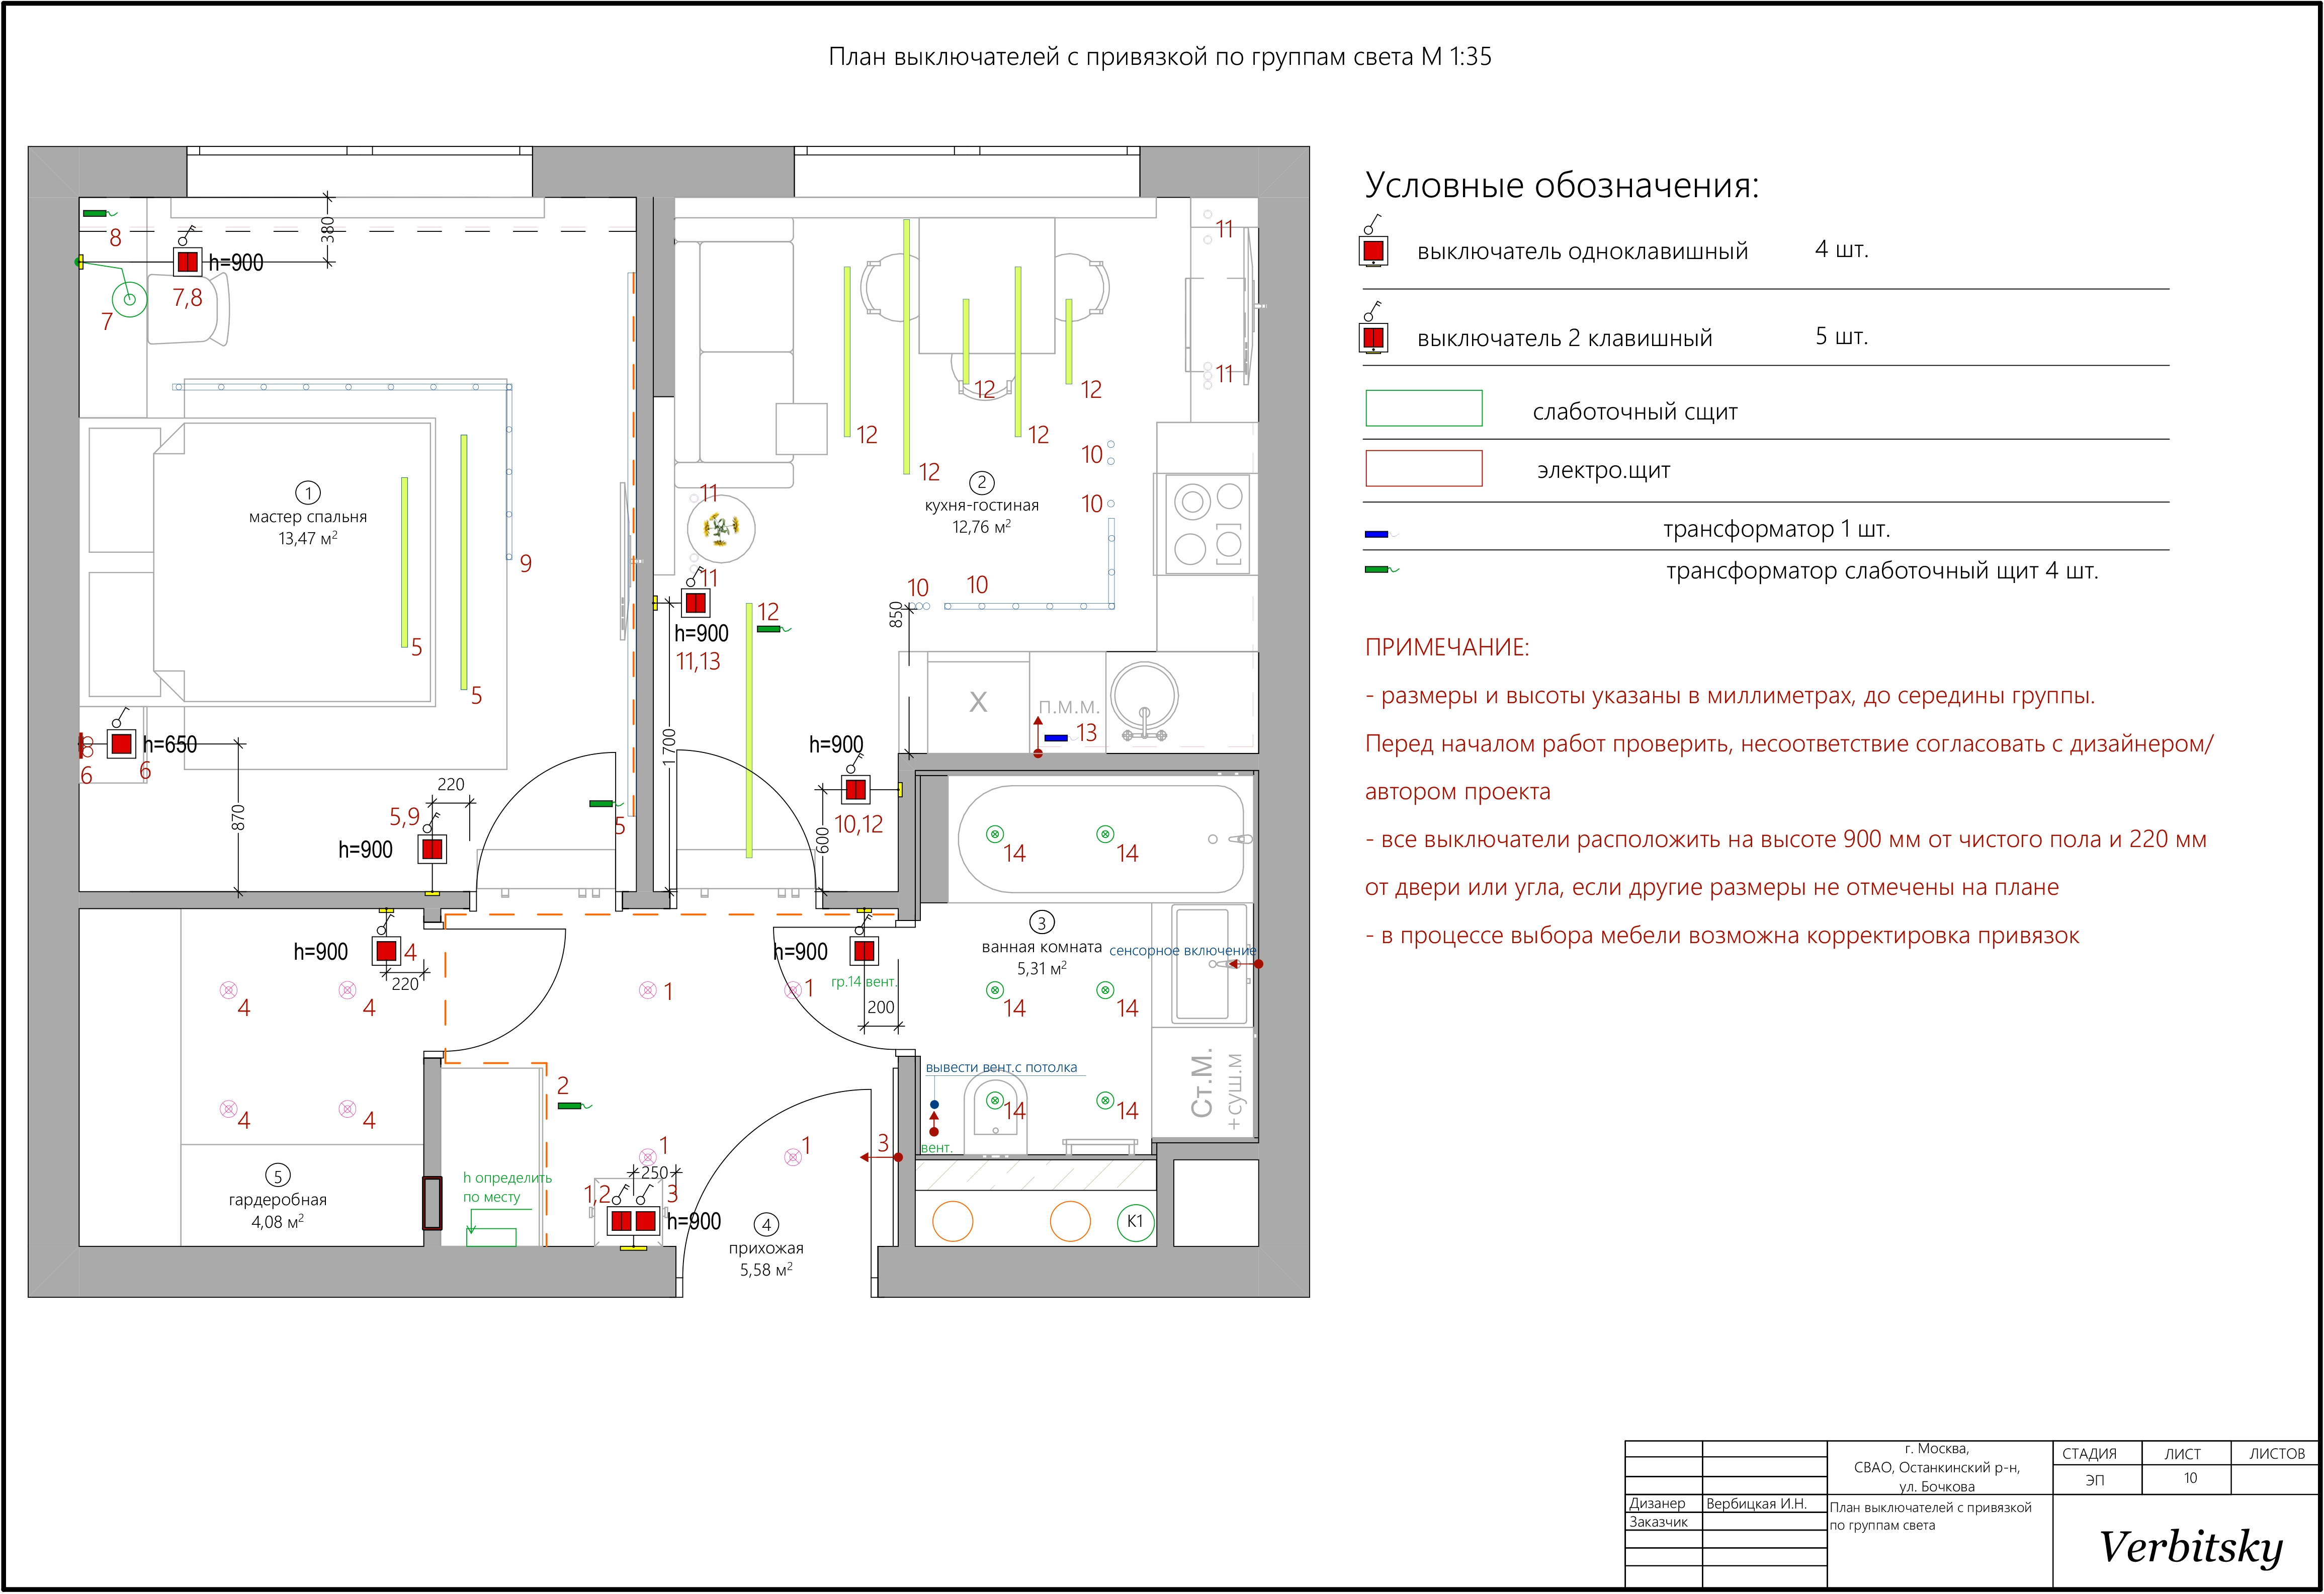 План выключателей с привязкой по группам света М 1:35
Условные обозначения:
выключатель одноклавишный 4 шт.
выключатель 2 клавишный 5 шт.
слаботочный сщит
электро.щит
трансформатор 1 шт.
трансформатор слаботочный щит 4 шт.
ПРИМЕЧАНИЕ:
- размеры и высоты указаны в миллиметрах, до середины группы.
Перед началом работ проверить, несоответствие согласовать с дизайнером/
автором проекта
- все выключатели расположить на высоте 900 мм от чистого пола и 220 мм
от двери или угла, если другие размеры не отмечены на плане
- в процессе выбора мебели возможна корректировка привязок
8
380
h=900
7,8
7
1
мастер спальня
13,47 м²
9
5
5
h=650
6
6
870
220
5,9
h=900
5
11
11
12
12
12
12
12
10
10
2
кухня-гостиная
12,76 м²
11
11
h=900
11,13
12
10
10
850
1700
X
П.М.М.
13
h=900
10,12
600
14
14
3
ванная комната
5,31 м²
сенсорное включение
14
14
вывести вент.с потолка
14
14
вент.
Ст.М.
+суш.м
К1
h=900
4
220
4
4
4
4
5
гардеробная
4,08 м²
h=900
гр.14 вент.
200
1
1
2
1
1
3
h определить
по месту
250
1,2
3
h=900
4
прихожая
5,58 м²
г. Москва,
СВАО, Останкинский р-н,
ул. Бочкова
СТАДИЯ ЛИСТ ЛИСТОВ
ЭП 10
Дизанер Вербицкая И.Н.
Заказчик
План выключателей с привязкой
по группам света
Verbitsky